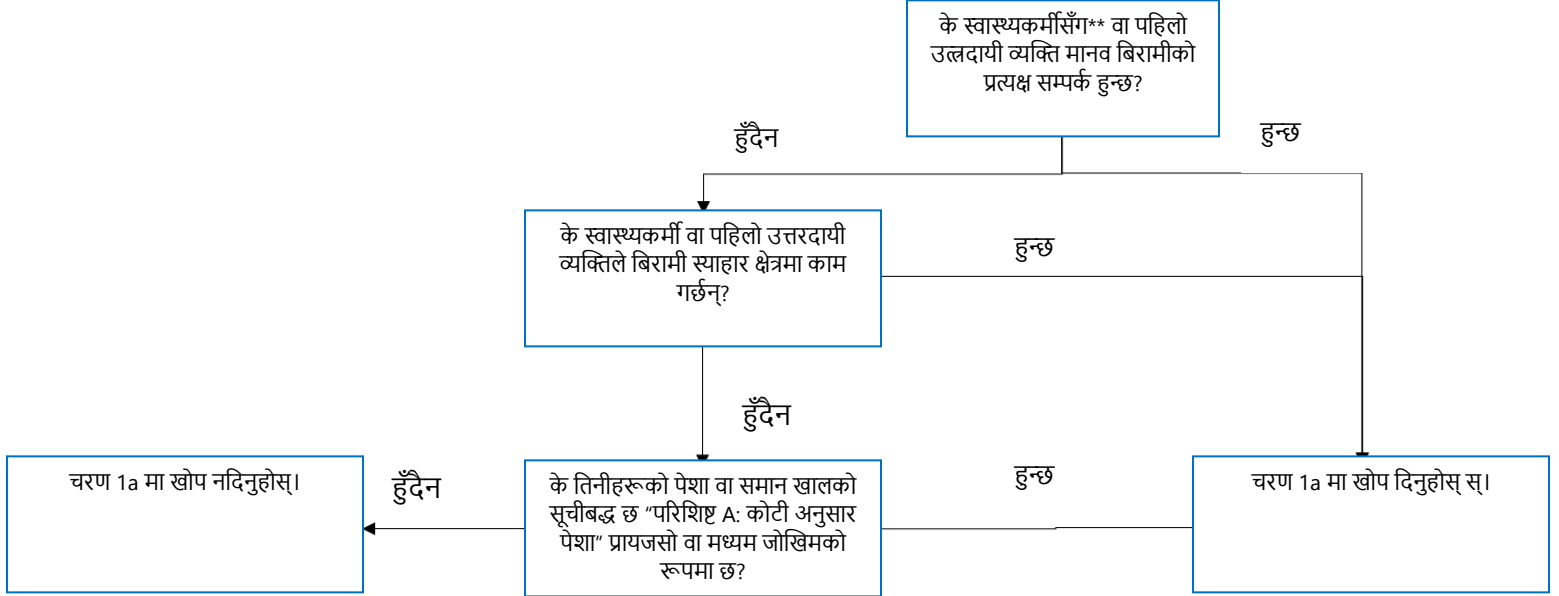 के स्वास्थ्यकर्मीसँग** वा पहिलो
उत्त्रदायी व्यक्ति मानव बिरामीको
प्रत्यक्ष सम्पर्क हुन्छ?
हुँदैन
हुन्छ
के स्वास्थ्यकर्मी वा पहिलो उत्तरदायी
व्यक्तिले बिरामी स्याहार क्षेत्रमा काम
गर्छन्?
हुन्छ
हुँदैन
चरण 1a मा खोप नदिनुहोस्।
हुँदैन
के तिनीहरूको पेशा वा समान खालको
सूचीबद्ध छ “परिशिष्ट A: कोटी अनुसार
पेशा” प्रायजसो वा मध्यम जोखिमको
रूपमा छ?
हुन्छ
चरण 1a मा खोप दिनुहोस् स्।